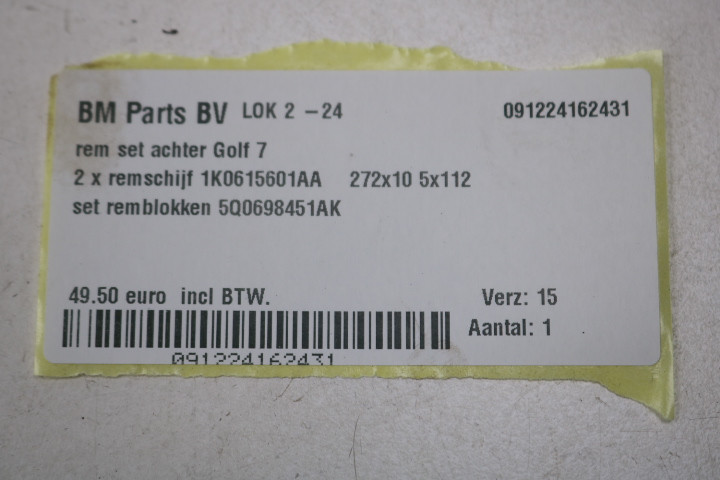 BM Parts BV LOK 2 -24 091224162431
rem set achter Golf 7
2 x remschijf 1K0615601AA 272x10 5x112
set remblokken 5Q0698451AK
49.50 euro incl BTW. Verz: 15
Aantal: 1
091224162431